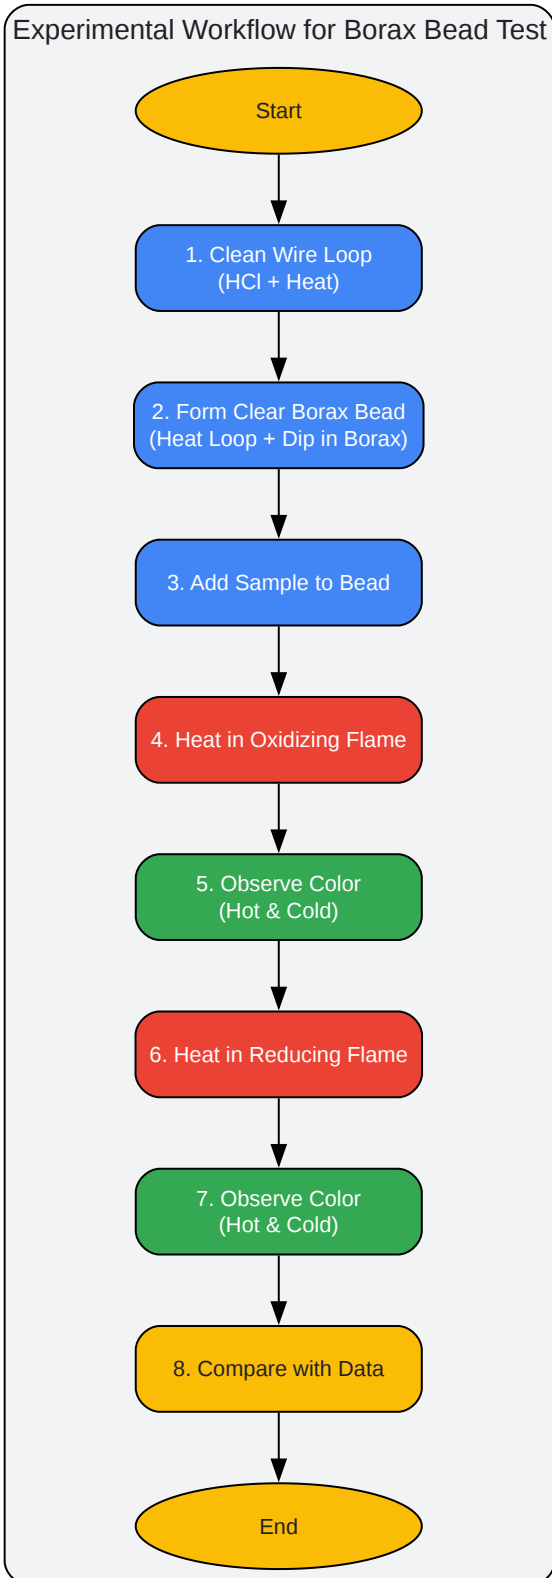 Experimental Workflow for Borax Bead Test
Start
1. Clean Wire Loop
(HCl + Heat)
2. Form Clear Borax Bead
(Heat Loop + Dip in Borax)
3. Add Sample to Bead
4. Heat in Oxidizing Flame
5. Observe Color
(Hot & Cold)
6. Heat in Reducing Flame
7. Observe Color
(Hot & Cold)
8. Compare with Data
End